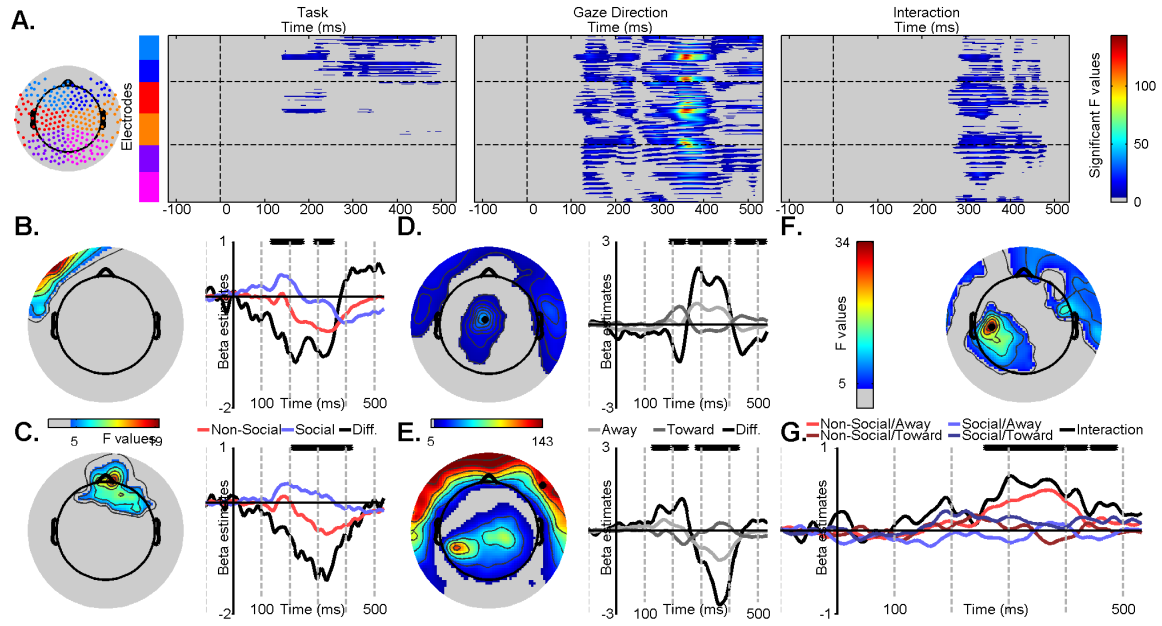 A.
Task
Time (ms)
Gaze Direction
Time (ms)
Interaction
Time (ms)
Electrodes
-100 0 100 200 300 400 500
-100 0 100 200 300 400 500
-100 0 100 200 300 400 500
Significant F values
100
50
0
B.
1
Beta estimates
-2
100 Time (ms) 500
D.
3
Beta estimates
-3
100 Time (ms) 500
F.
34
F values
5
C.
5 F values 19
Non-Social Social Diff.
1
Beta estimates
-2
100 Time (ms) 500
E.
5 143
Away Toward Diff.
3
Beta estimates
3
100 Time (ms) 500
G.
Non-Social/Away Social/Away
Non-Social/Toward Social/Toward Interaction
1
Beta estimates
-1
100 Time (ms) 500